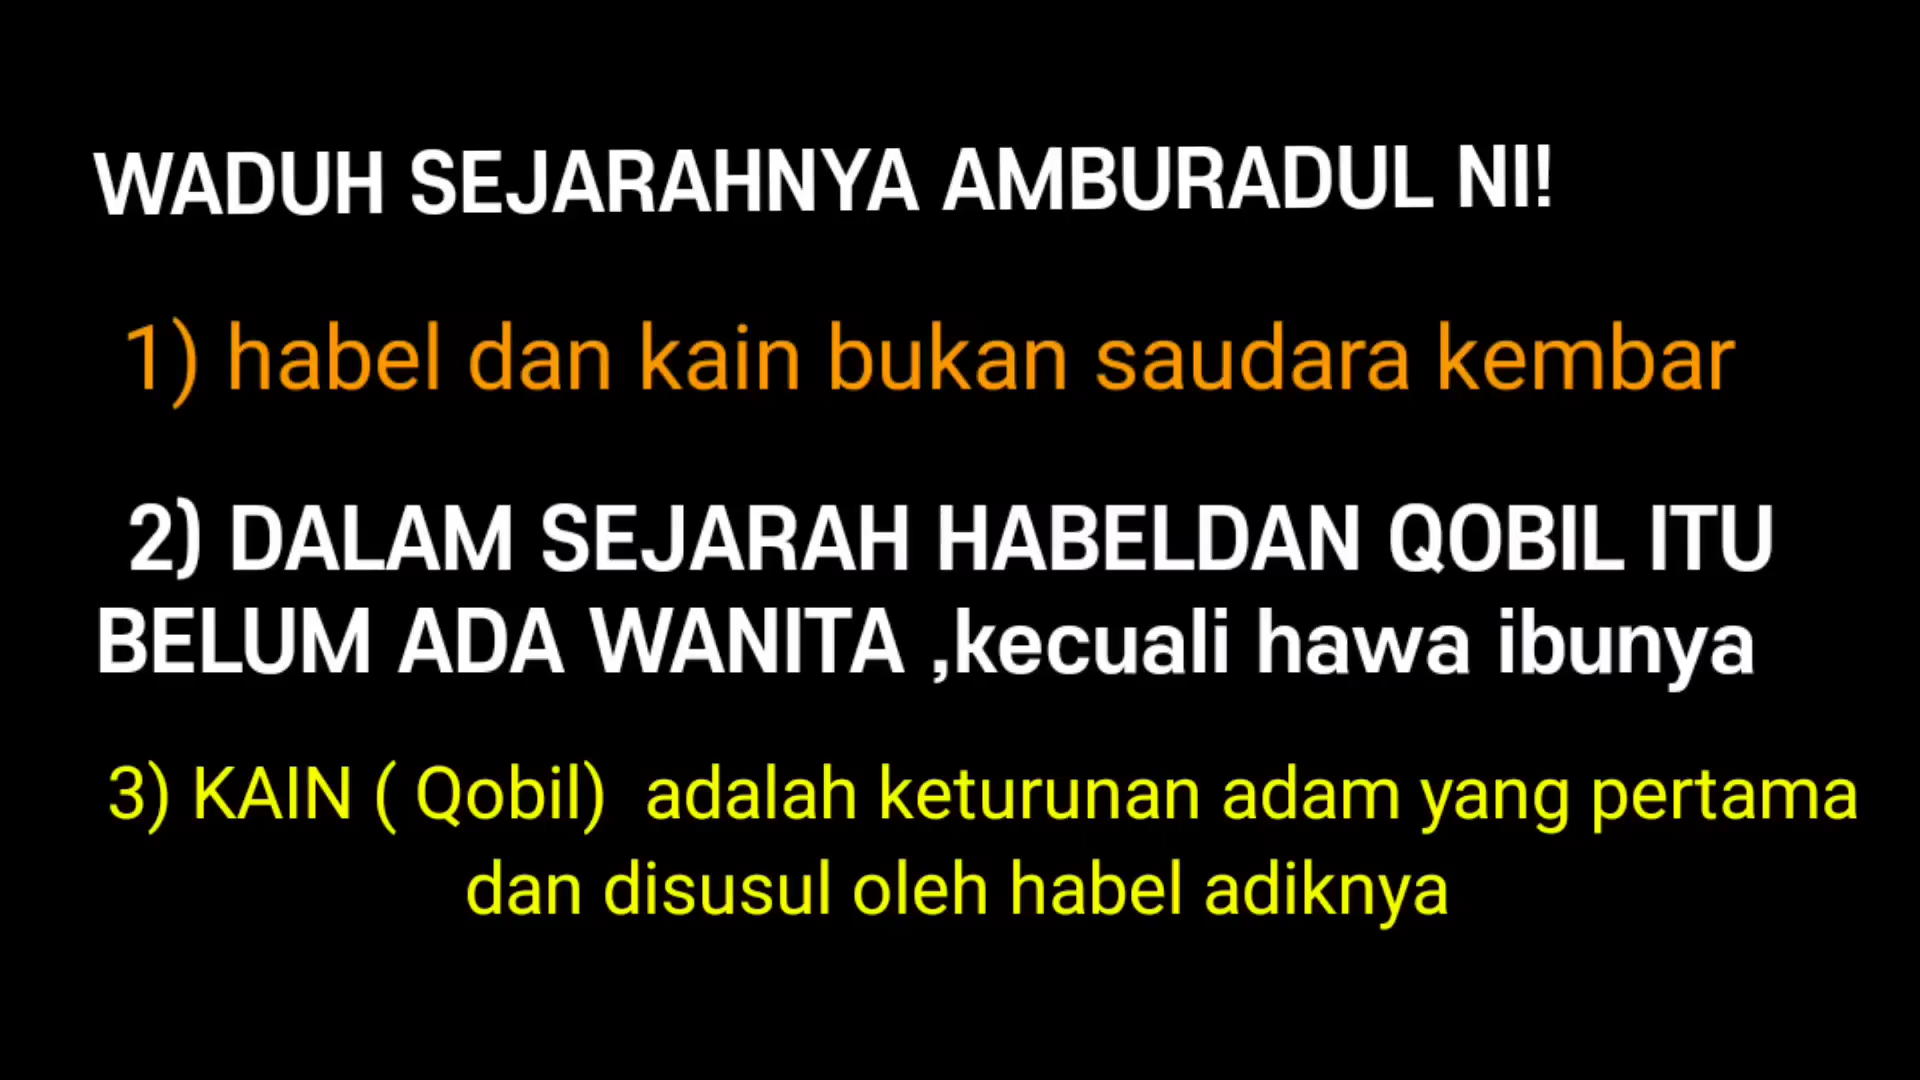 WADUH SEJARAHNYA AMBURADUL NI!
1) habel dan kain bukan saudara kembar
2) DALAM SEJARAH HABELDAN QOBIL ITU
BELUM ADA WANITA ,kecuali hawa ibunya
3) KAIN ( Qobil) adalah keturunan adam yang pertama
dan disusul oleh habel adiknya